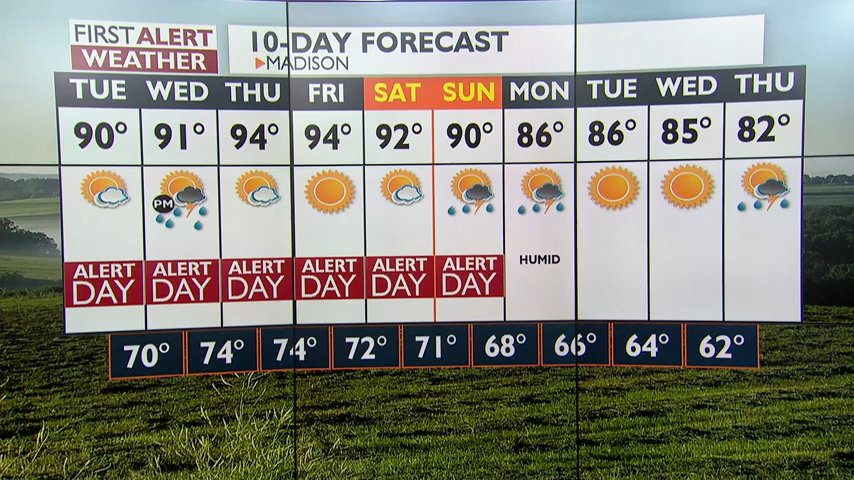 FIRST ALERT
WEATHER
10-DAY FORECAST
MADISON
TUE WED THU FRI SAT SUN MON TUE WED THU
90° 91° 94° 94° 92° 90° 86° 86° 85° 82°
PM
HUMID
ALERT ALERT ALERT ALERT ALERT ALERT
DAY DAY DAY DAY DAY DAY
70° 74° 74° 72° 71° 68° 66° 64° 62°